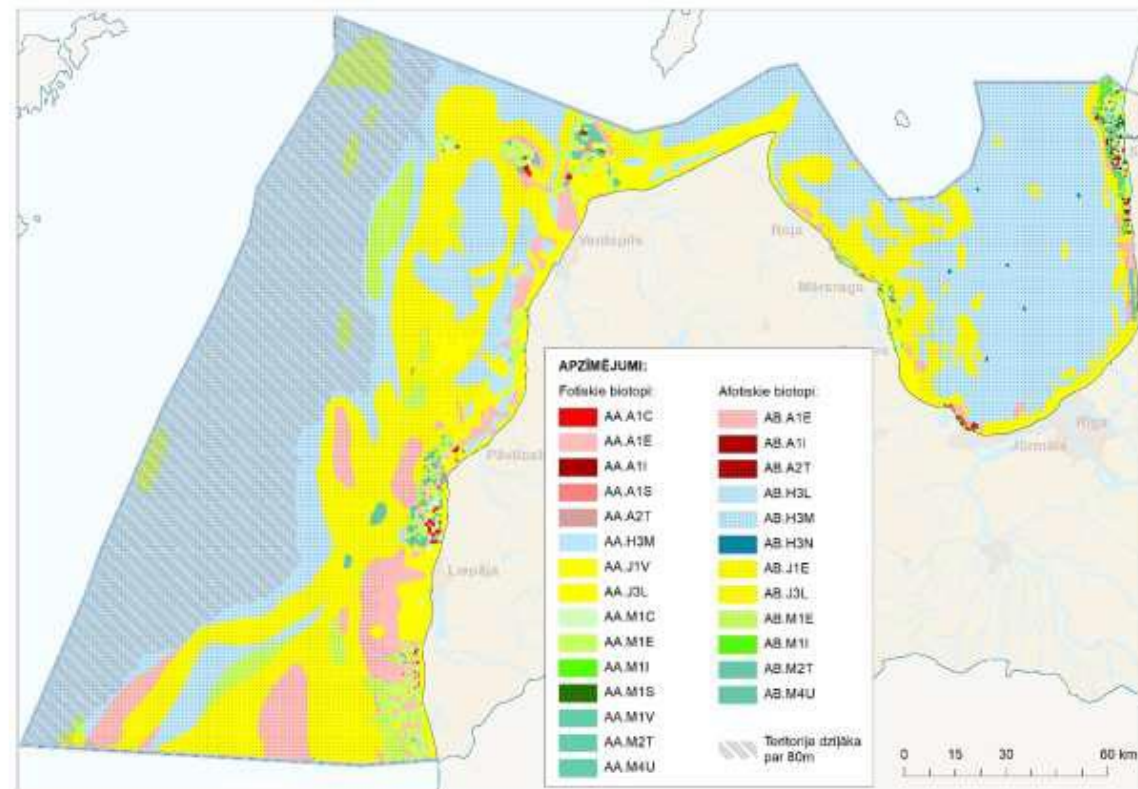 Ventspils
Roja
Mērsrags
Rīga
Jūrmala
Pāvilosta
Liepāja
APZĪMĒJUMI:
Fotiskie biotopi:
AA.A1C
AA.A1E
AA.A1I
AA.A1S
AA.A2T
AA.H3M
AA.J1V
AA.J3L
AA.M1C
AA.M1E
AA.M1I
AA.M1S
AA.M1V
AA.M2T
AA.M4U
Afotiskie biotopi:
AB.A1E
AB.A1I
AB.A2T
AB.H3L
AB.H3M
AB.H3N
AB.J1E
AB.J3L
AB.M1E
AB.M1I
AB.M2T
AB.M4U
Teritorija dziļāka
par 80m
0 15 30 60 km